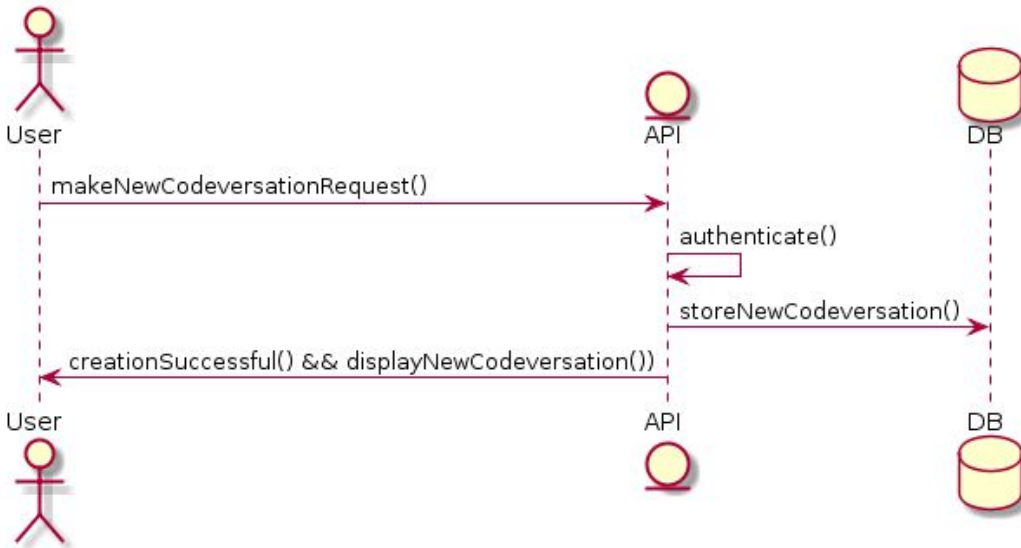 User
API
DB
makeNewCodeversationRequest()
authenticate()
storeNewCodeversation()
creationSuccessful() && displayNewCodeversation())
User
API
DB